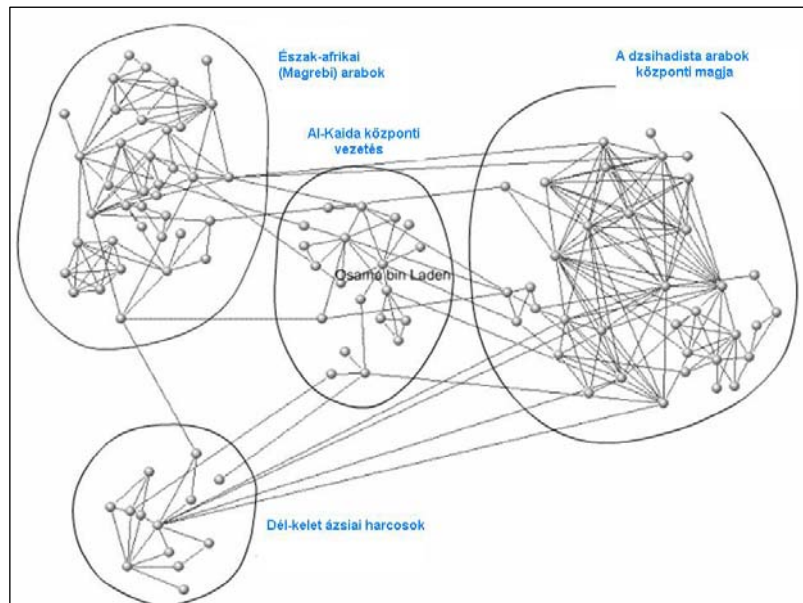 Észak-afrikai
(Magrebi) arabok
A dzsihadista arabok
központi magja
Al-Kaida központi
vezetés
Osama bin Laden
Dél-kelet ázsiai harcosok